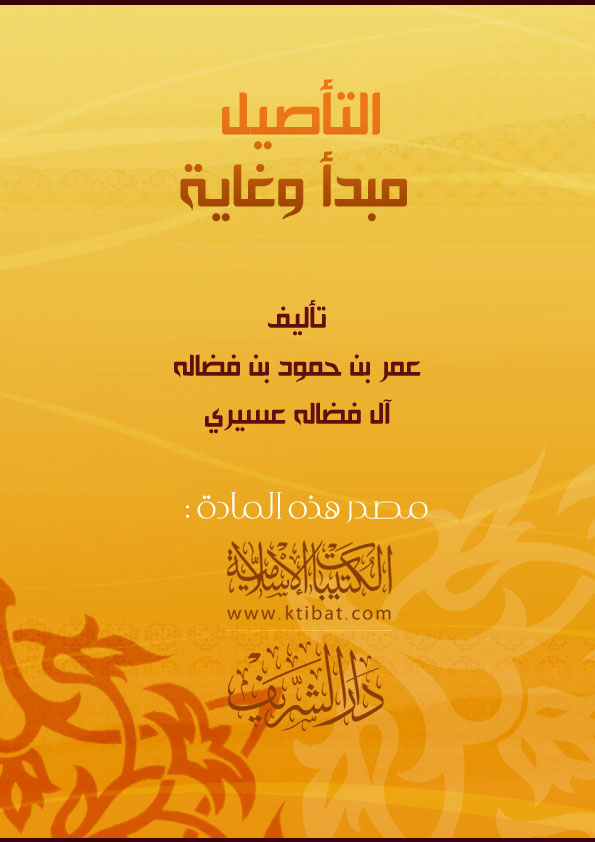 التأصيل
مبدأ وغاية
تأليف
عمر بن حمود بن فضاله
آل فضاله عسيري
مصدر هذه المادة :
الكتيبات الإسلامية
www.ktibat.com
دار الشريف